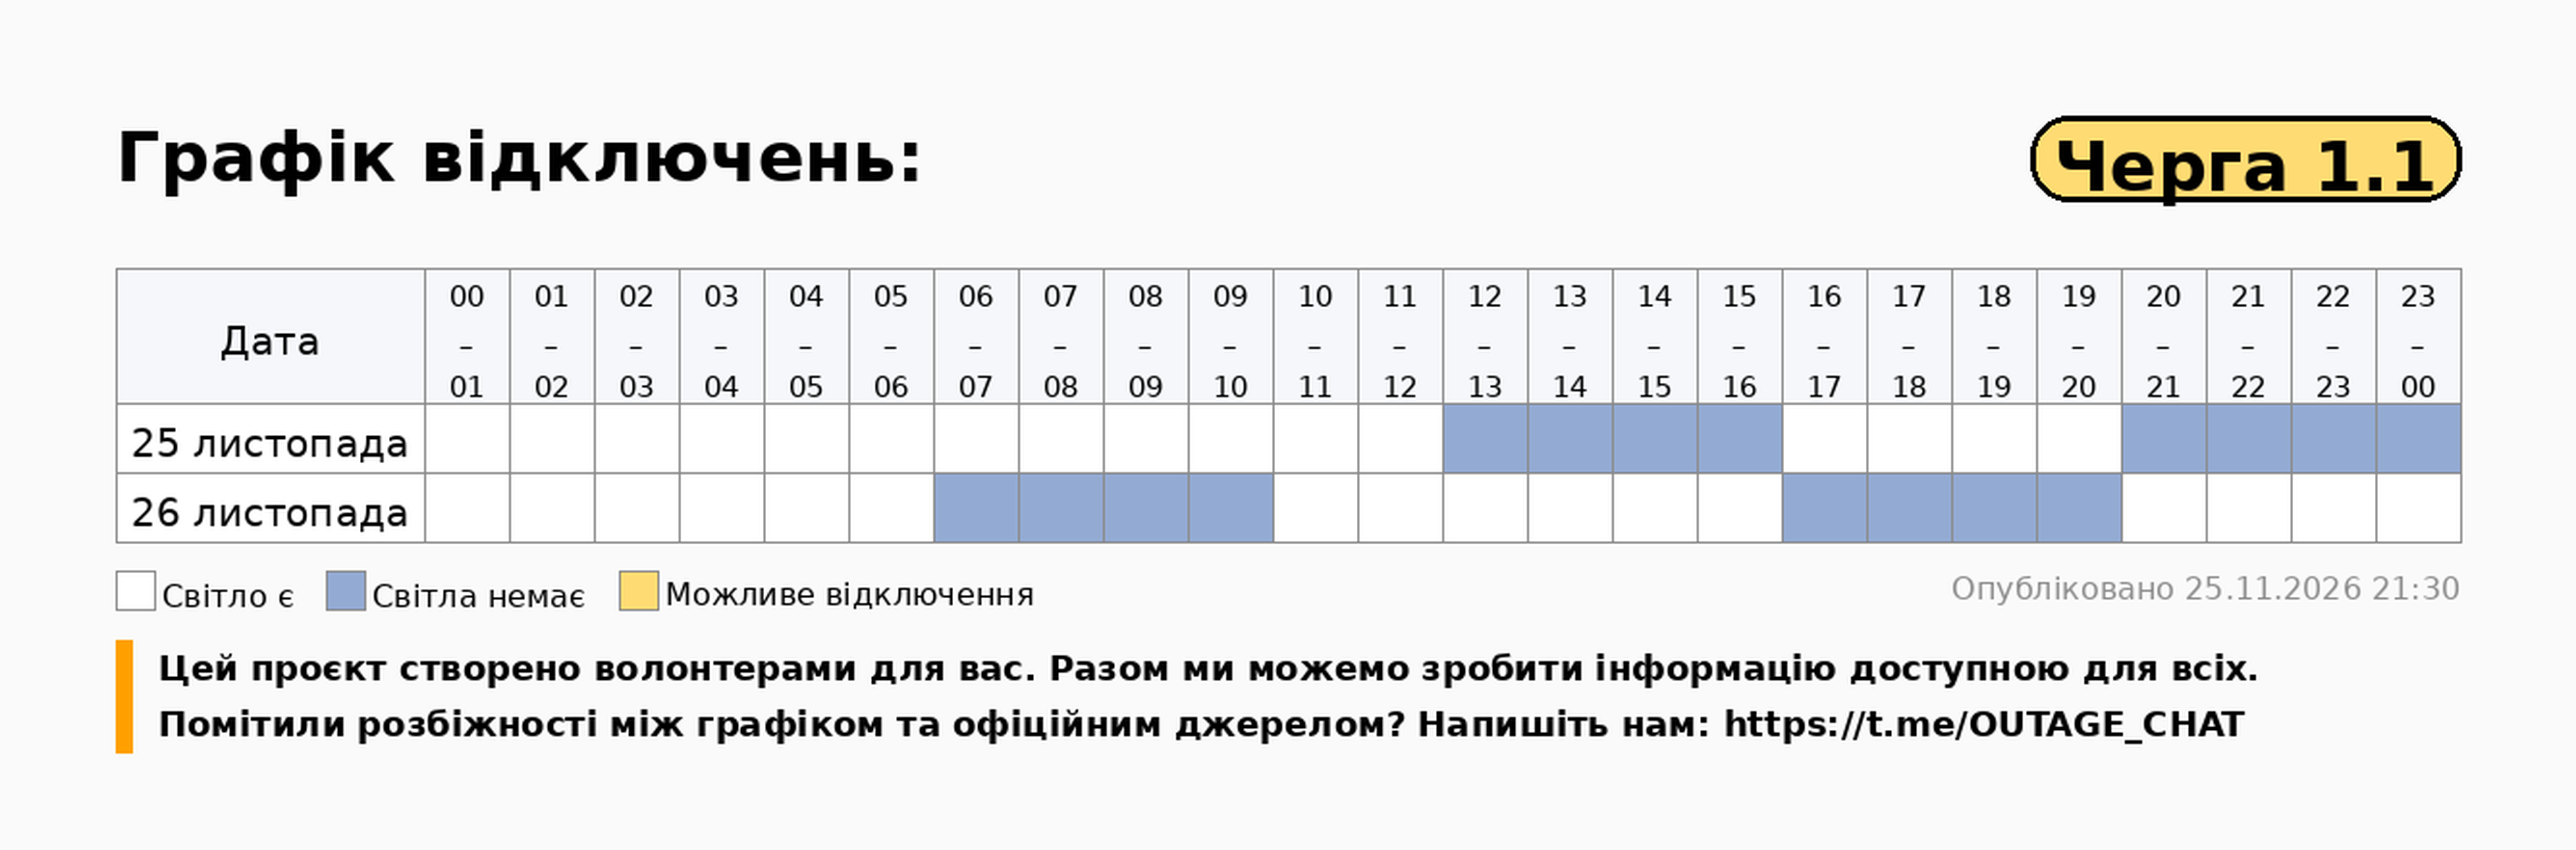 Графік відключень:
Черга 1.1
Дата 00 – 01 01 – 02 02 – 03 03 – 04 04 – 05 05 – 06 06 – 07 07 – 08 08 – 09 09 – 10 10 – 11 11 – 12 12 – 13 13 – 14 14 – 15 15 – 16 16 – 17 17 – 18 18 – 19 19 – 20 20 – 21 21 – 22 22 – 23 23 – 00
25 листопада
26 листопада
Світло є Світла немає Можливе відключення
Опубліковано 25.11.2026 21:30
Цей проєкт створено волонтерами для вас. Разом ми можемо зробити інформацію доступною для всіх.
Помітили розбіжності між графіком та офіційним джерелом? Напишіть нам: https://t.me/OUTAGE_CHAT